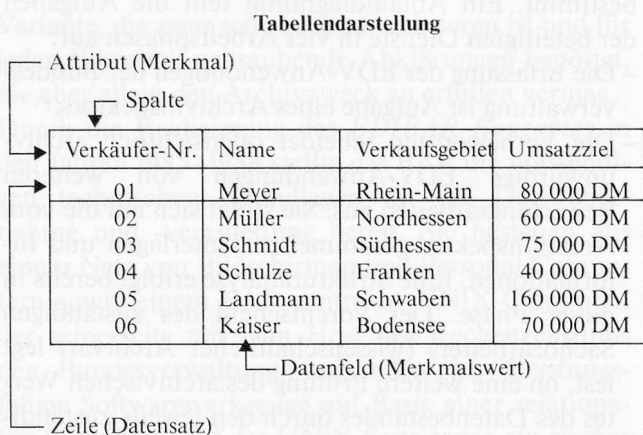 Tabellendarstellung
Attribut (Merkmal)
Spalte
Verkäufer-Nr. Name Verkaufsgebiet Umsatzziel
01 Meyer Rhein-Main 80 000 DM
02 Müller Nordhessen 60 000 DM
03 Schmidt Südhessen 75 000 DM
04 Schulze Franken 40 000 DM
05 Landmann Schwaben 160 000 DM
06 Kaiser Bodensee 70 000 DM
Datenfeld (Merkmalswert)
Zeile (Datensatz)